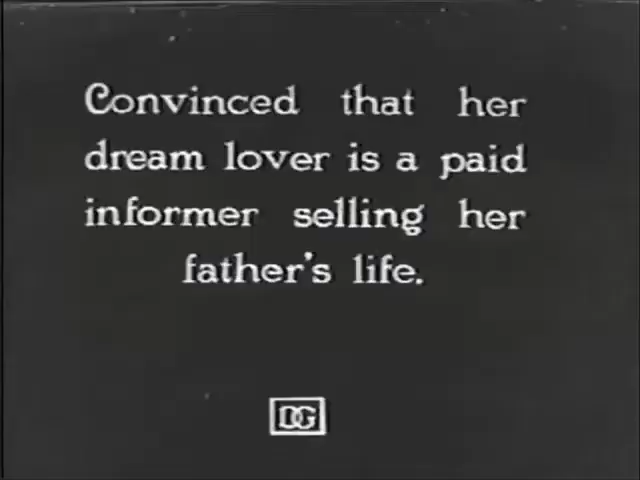 Convinced that her
dream lover is a paid
informer selling her
father's life.
DG